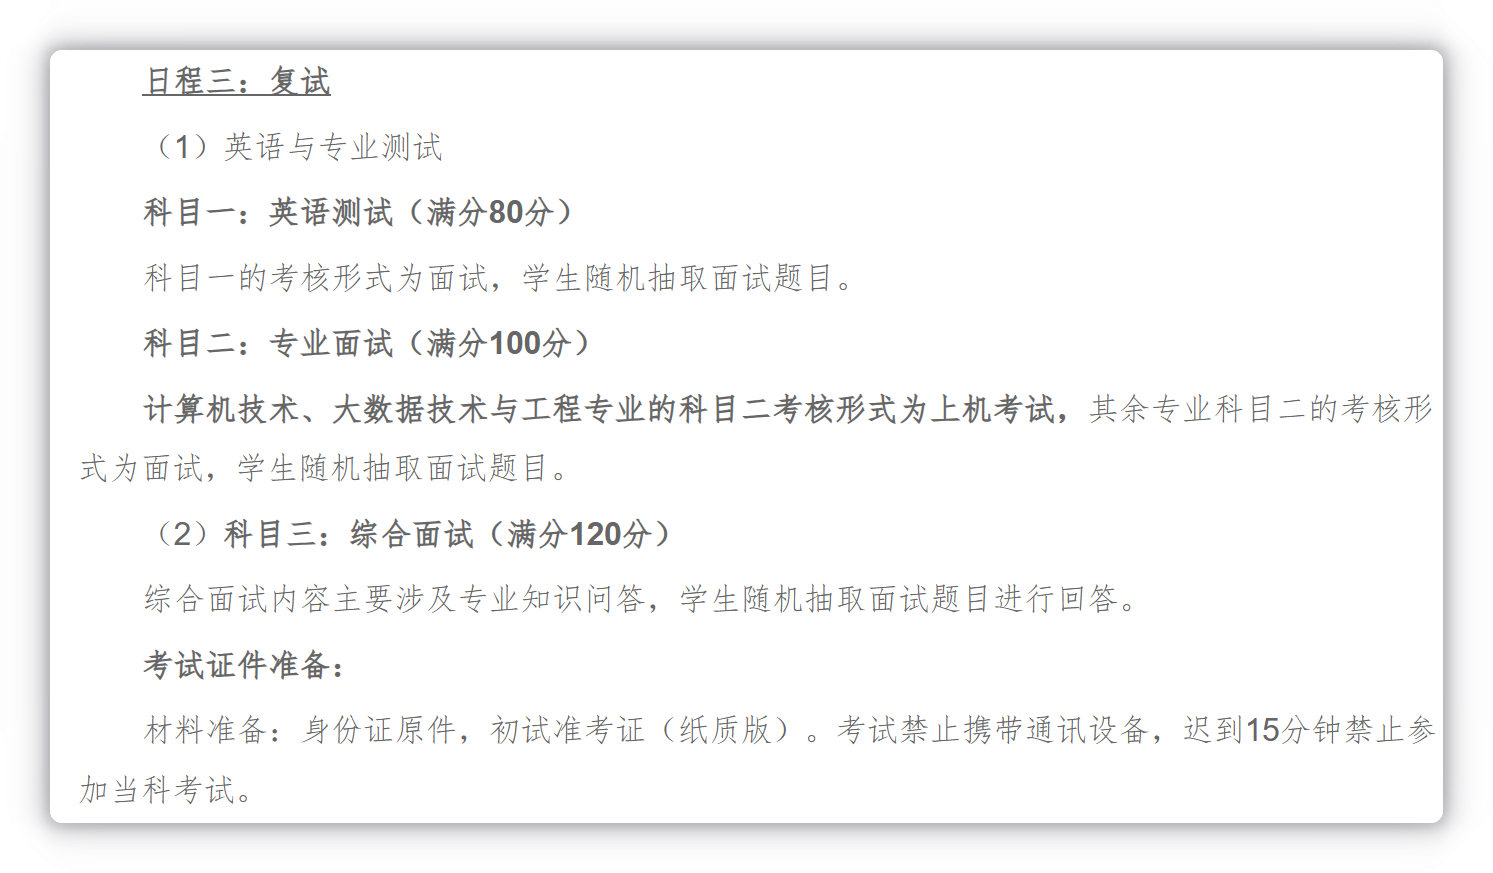 日程三：复试
（1）英语与专业测试
科目一：英语测试（满分80分）
科目一的考核形式为面试，学生随机抽取面试题目。
科目二：专业面试（满分100分）
计算机技术、大数据技术与工程专业的科目二考核形式为上机考试，其余专业科目二的考核形
式为面试，学生随机抽取面试题目。
（2）科目三：综合面试（满分120分）
综合面试内容主要涉及专业知识问答，学生随机抽取面试题目进行回答。
考试证件准备：
材料准备：身份证原件，初试准考证（纸质版）。考试禁止携带通讯设备，迟到15分钟禁止参
加当科考试。